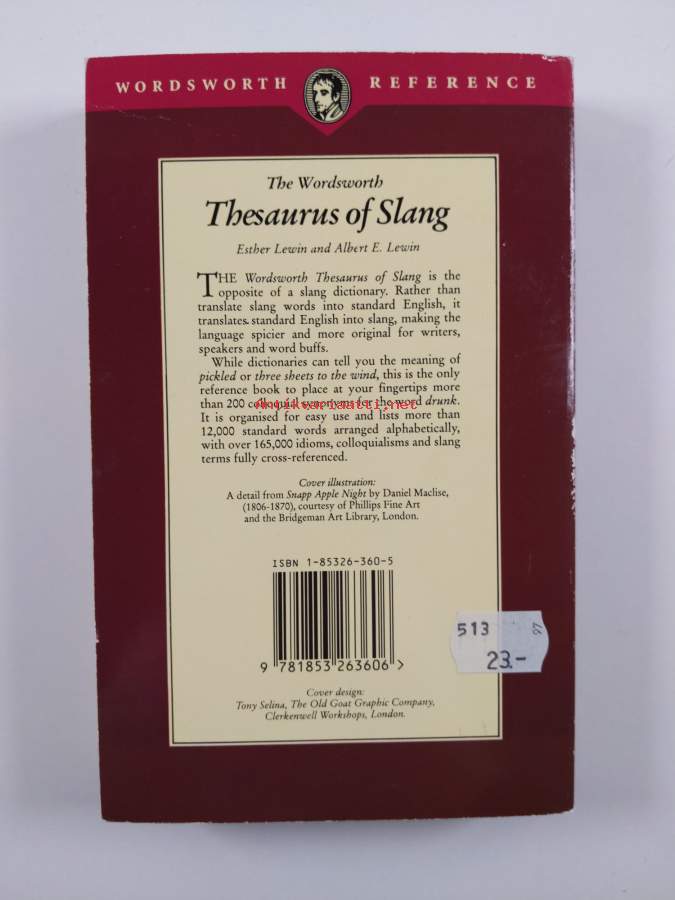 WORDSWORTH REFERENCE
The Wordsworth
Thesaurus of Slang
Esther Lewin and Albert E. Lewin
THE Wordsworth Thesaurus of Slang is the
opposite of a slang dictionary. Rather than
translate slang words into standard English, it
translates standard English into slang, making the
language spicier and more original for writers,
speakers and word buffs.
While dictionaries can tell you the meaning of
pickled or three sheets to the wind, this is the only
reference book to place at your fingertips more
than 200 colloquial synonyms for the word drunk.
Antikvariaatti.net
It is organised for easy use and lists more than
12,000 standard words arranged alphabetically,
with over 165,000 idioms, colloquialisms and slang
terms fully cross-referenced.
Cover illustration:
A detail from Snapp Apple Night by Daniel Maclise,
(1806-1870), courtesy of Phillips Fine Art
and the Bridgeman Art Library, London.
ISBN 1-85326-360-5
9 781853 263606 >
513 97
23.-
Cover design:
Tony Selina, The Old Goat Graphic Company,
Clerkenwell Workshops, London.